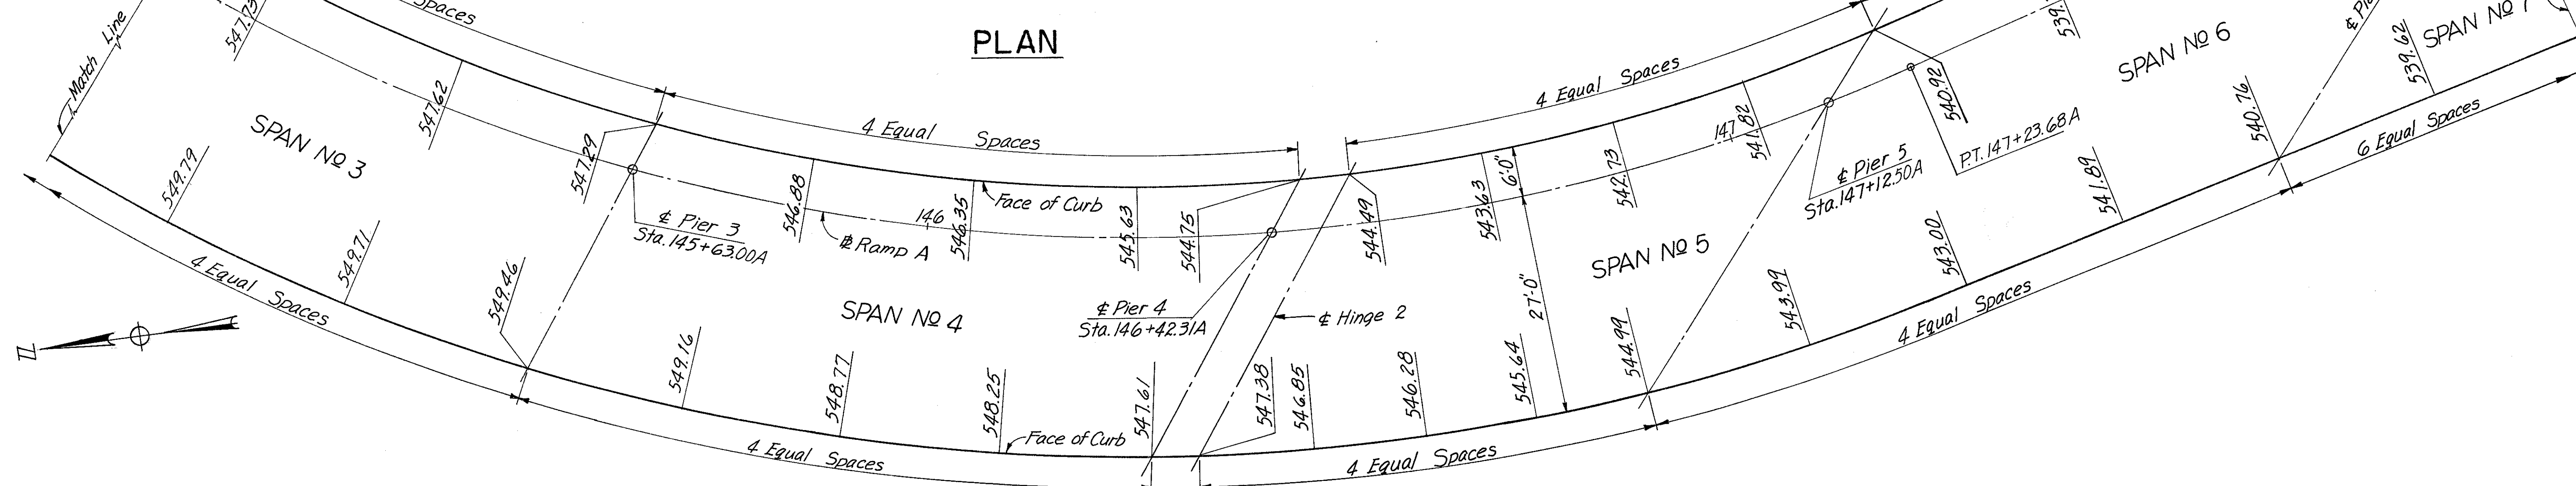 PLAN
Match Line
Spaces
547.73
547.62
547.29
4 Equal Spaces
546.88
546.35
545.63
544.75
Face of Curb
146
₵ Pier 3
Sta. 145+63.00A
⅊ Ramp A
SPAN Nº 3
549.79
549.71
549.46
4 Equal Spaces
SPAN Nº 4
₵ Pier 4
Sta. 146+42.31A
549.16
548.77
548.25
547.61
Face of Curb
4 Equal Spaces
₵ Hinge 2
4 Equal Spaces
544.49
543.63
6'-0"
542.73
147
541.82
540.92
SPAN Nº 5
27'-0"
₵ Pier 5
Sta. 147+12.50A
P.T. 147+23.68A
547.38
546.85
546.28
545.64
544.99
4 Equal Spaces
543.99
543.00
541.89
540.76
4 Equal Spaces
539.
SPAN Nº 6
539.62
SPAN Nº 7
6 Equal Spaces